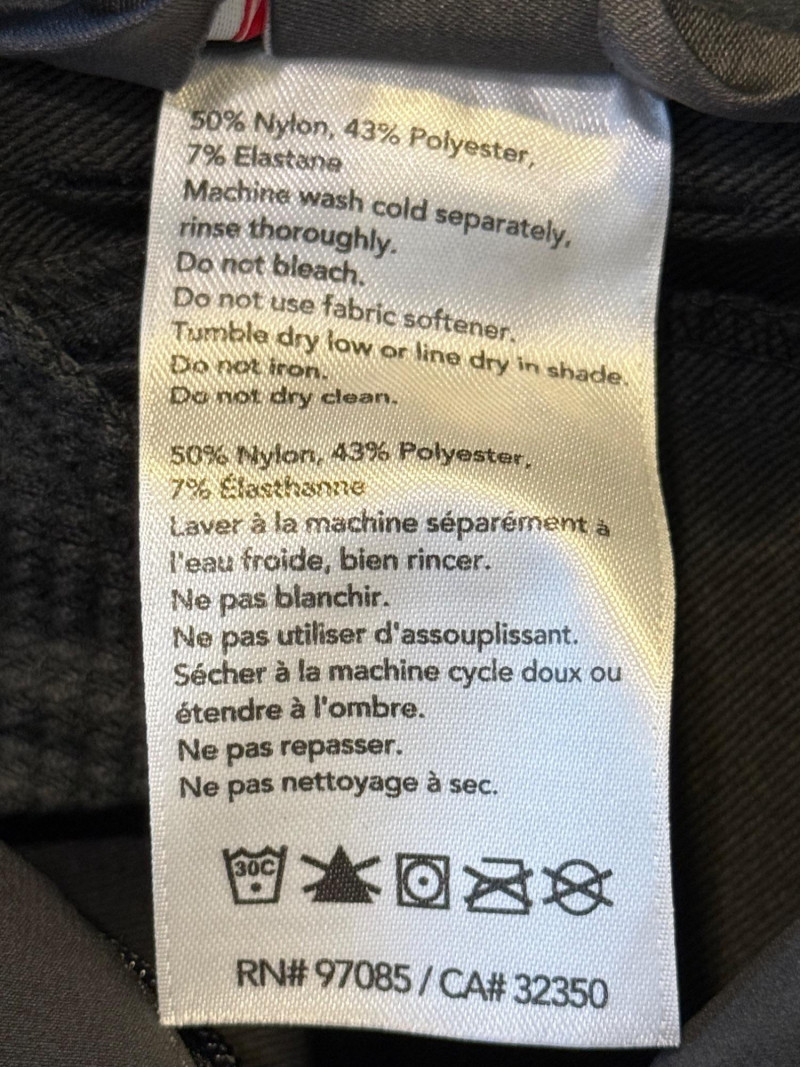 50% Nylon, 43% Polyester,
7% Elastane
Machine wash cold separately,
rinse thoroughly.
Do not bleach.
Do not use fabric softener.
Tumble dry low or line dry in shade.
Do not iron.
Do not dry clean.
50% Nylon, 43% Polyester,
7% Élasthanne
Laver à la machine séparément à
l'eau froide, bien rincer.
Ne pas blanchir.
Ne pas utiliser d'assouplissant.
Sécher à la machine cycle doux ou
étendre à l'ombre.
Ne pas repasser.
Ne pas nettoyage à sec.
30C
RN# 97085 / CA# 32350